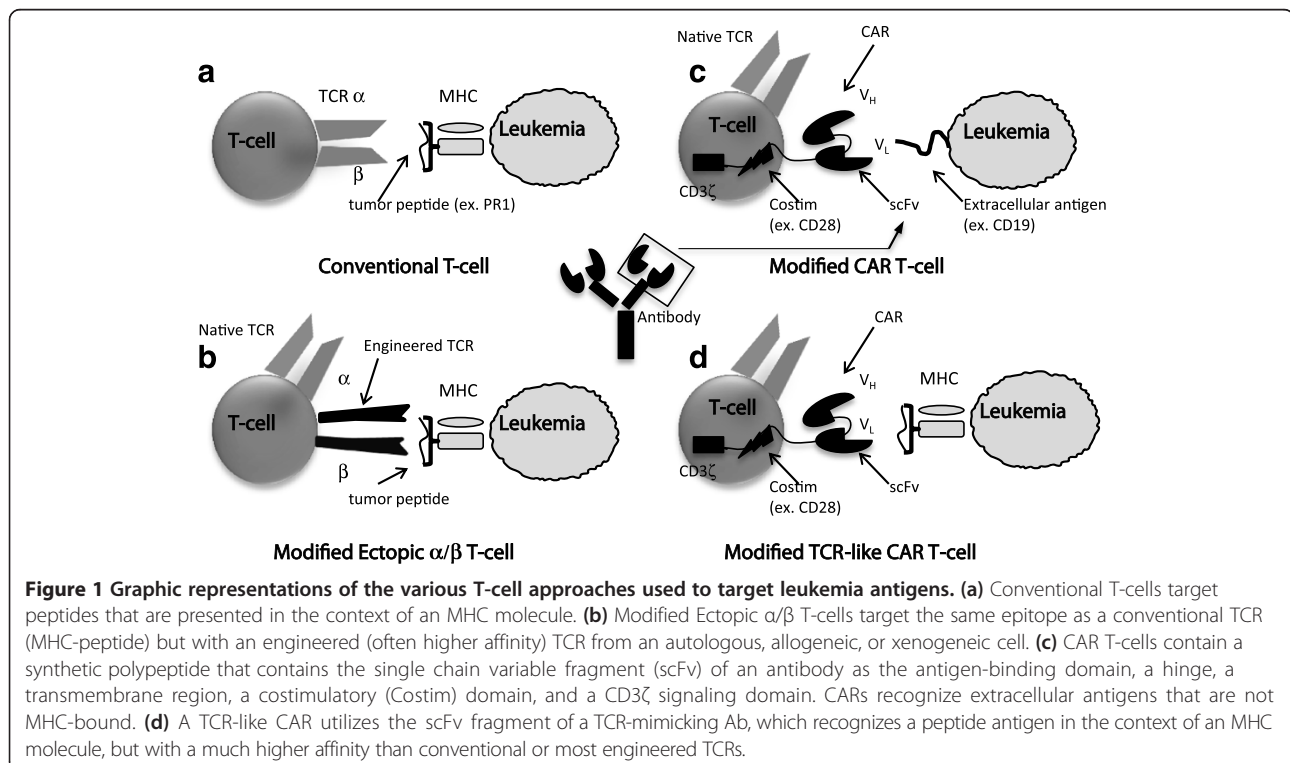 a
TCR α
MHC
T-cell
Leukemia
β
tumor peptide (ex. PR1)
Conventional T-cell
Native TCR
CAR
c
V_H
T-cell
V_L
Leukemia
CD3ζ
Costim
(ex. CD28)
scFv
Extracellular antigen
(ex. CD19)
Modified CAR T-cell
Antibody
Native TCR
b
Engineered TCR
α
MHC
T-cell
Leukemia
β
tumor peptide
Modified Ectopic α/β T-cell
d
CAR
V_H
MHC
T-cell
V_L
Leukemia
CD3ζ
Costim
(ex. CD28)
scFv
Modified TCR-like CAR T-cell
Figure 1 Graphic representations of the various T-cell approaches used to target leukemia antigens. (a) Conventional T-cells target
peptides that are presented in the context of an MHC molecule. (b) Modified Ectopic α/β T-cells target the same epitope as a conventional TCR
(MHC-peptide) but with an engineered (often higher affinity) TCR from an autologous, allogeneic, or xenogeneic cell. (c) CAR T-cells contain a
synthetic polypeptide that contains the single chain variable fragment (scFv) of an antibody as the antigen-binding domain, a hinge, a
transmembrane region, a costimulatory (Costim) domain, and a CD3ζ signaling domain. CARs recognize extracellular antigens that are not
MHC-bound. (d) A TCR-like CAR utilizes the scFv fragment of a TCR-mimicking Ab, which recognizes a peptide antigen in the context of an MHC
molecule, but with a much higher affinity than conventional or most engineered TCRs.